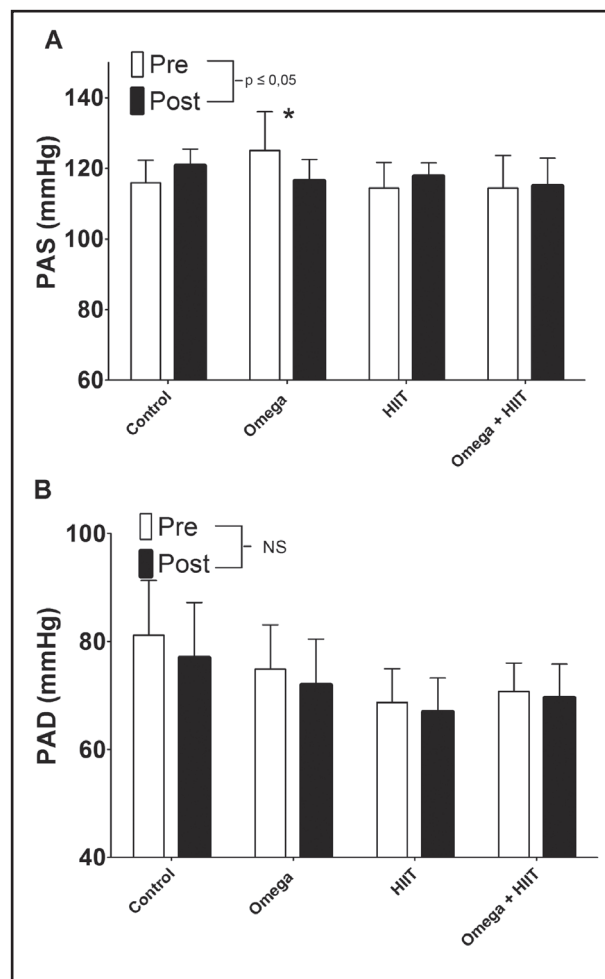 A
Pre
Post
p ≤ 0,05
*
PAS (mmHg)
140
120
100
80
60
Control
Omega
HIIT
Omega + HIIT
B
Pre
Post
NS
PAD (mmHg)
100
80
60
40
Control
Omega
HIIT
Omega + HIIT